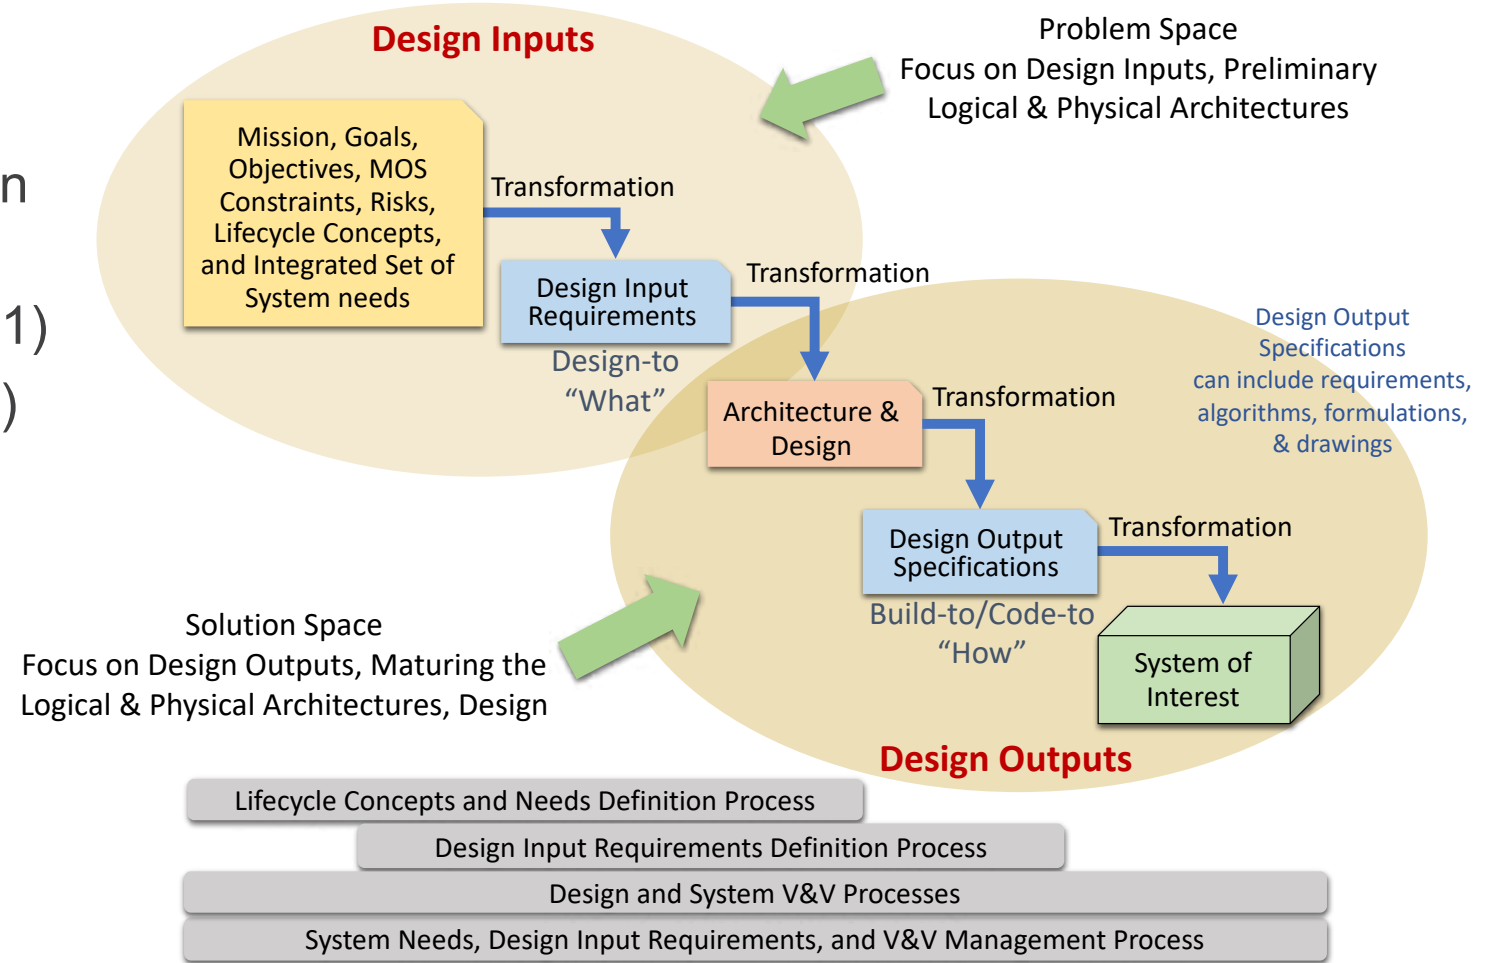 Design Inputs
Problem Space
Focus on Design Inputs, Preliminary
Logical & Physical Architectures
n
1)
)
Mission, Goals,
Objectives, MOS
Constraints, Risks,
Lifecycle Concepts,
and Integrated Set of
System needs
Transformation
Design Input
Requirements
Design-to
“What”
Transformation
Architecture &
Design
Transformation
Design Output
Specifications
can include requirements,
algorithms, formulations,
& drawings
Design Output
Specifications
Build-to/Code-to
“How”
Transformation
System of
Interest
Solution Space
Focus on Design Outputs, Maturing the
Logical & Physical Architectures, Design
Design Outputs
Lifecycle Concepts and Needs Definition Process
Design Input Requirements Definition Process
Design and System V&V Processes
System Needs, Design Input Requirements, and V&V Management Process